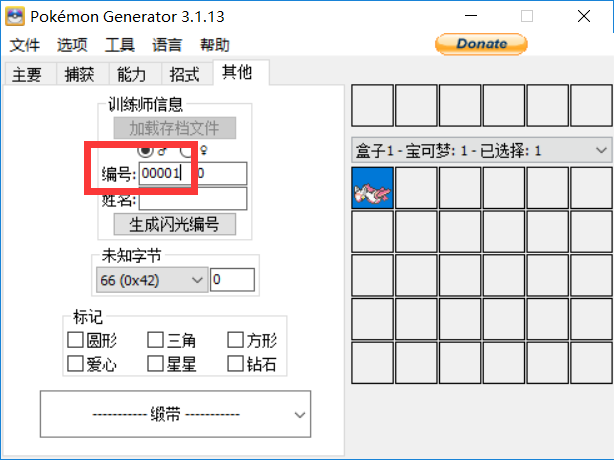 Pokémon Generator 3.1.13
文件 选项 工具 语言 帮助
Donate
主要 捕获 能力 招式 其他
训练师信息
加载存档文件
♂ ♀
编号: 00001 0
姓名:
生成闪光编号
未知字节
66 (0x42) 0
标记
圆形 三角 方形
爱心 星星 钻石
----------- 缎带 -----------
盒子1 - 宝可梦: 1 - 已选择: 1